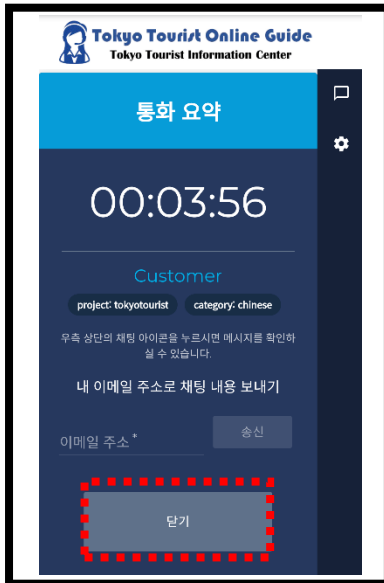 Tokyo Tourist Online Guide
Tokyo Tourist Information Center
통화 요약
00:03:56
Customer
project: tokyotourist category: chinese
우측 상단의 채팅 아이콘을 누르시면 메시지를 확인하
실 수 있습니다.
내 이메일 주소로 채팅 내용 보내기
이메일 주소 * 송신
닫기